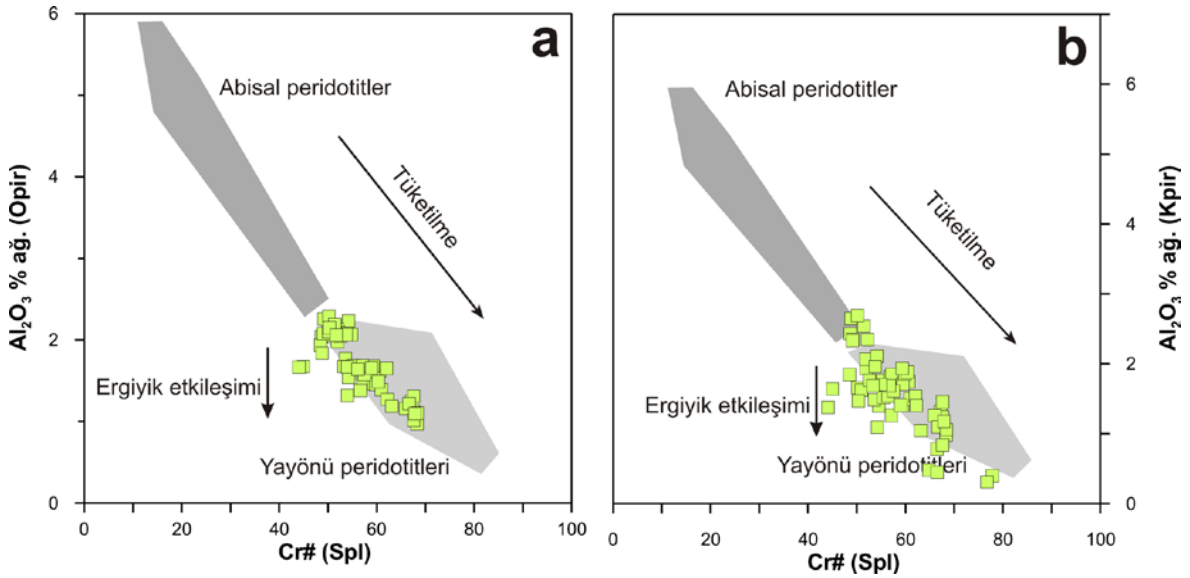 a
Al₂O₃ % ağ. (Opir)
6
4
2
0
Abisal peridotitler
Tüketilme
Ergiyik etkileşimi
Yayönü peridotitleri
0 20 40 60 80 100
Cr# (Spl)
b
Abisal peridotitler
Tüketilme
Ergiyik etkileşimi
Yayönü peridotitleri
6
4
2
0
Al₂O₃ % ağ. (Kpir)
0 20 40 60 80 100
Cr# (Spl)